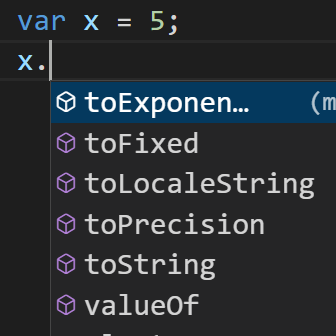 var x = 5;
x.
toExponen… (m
toFixed
toLocaleString
toPrecision
toString
valueOf